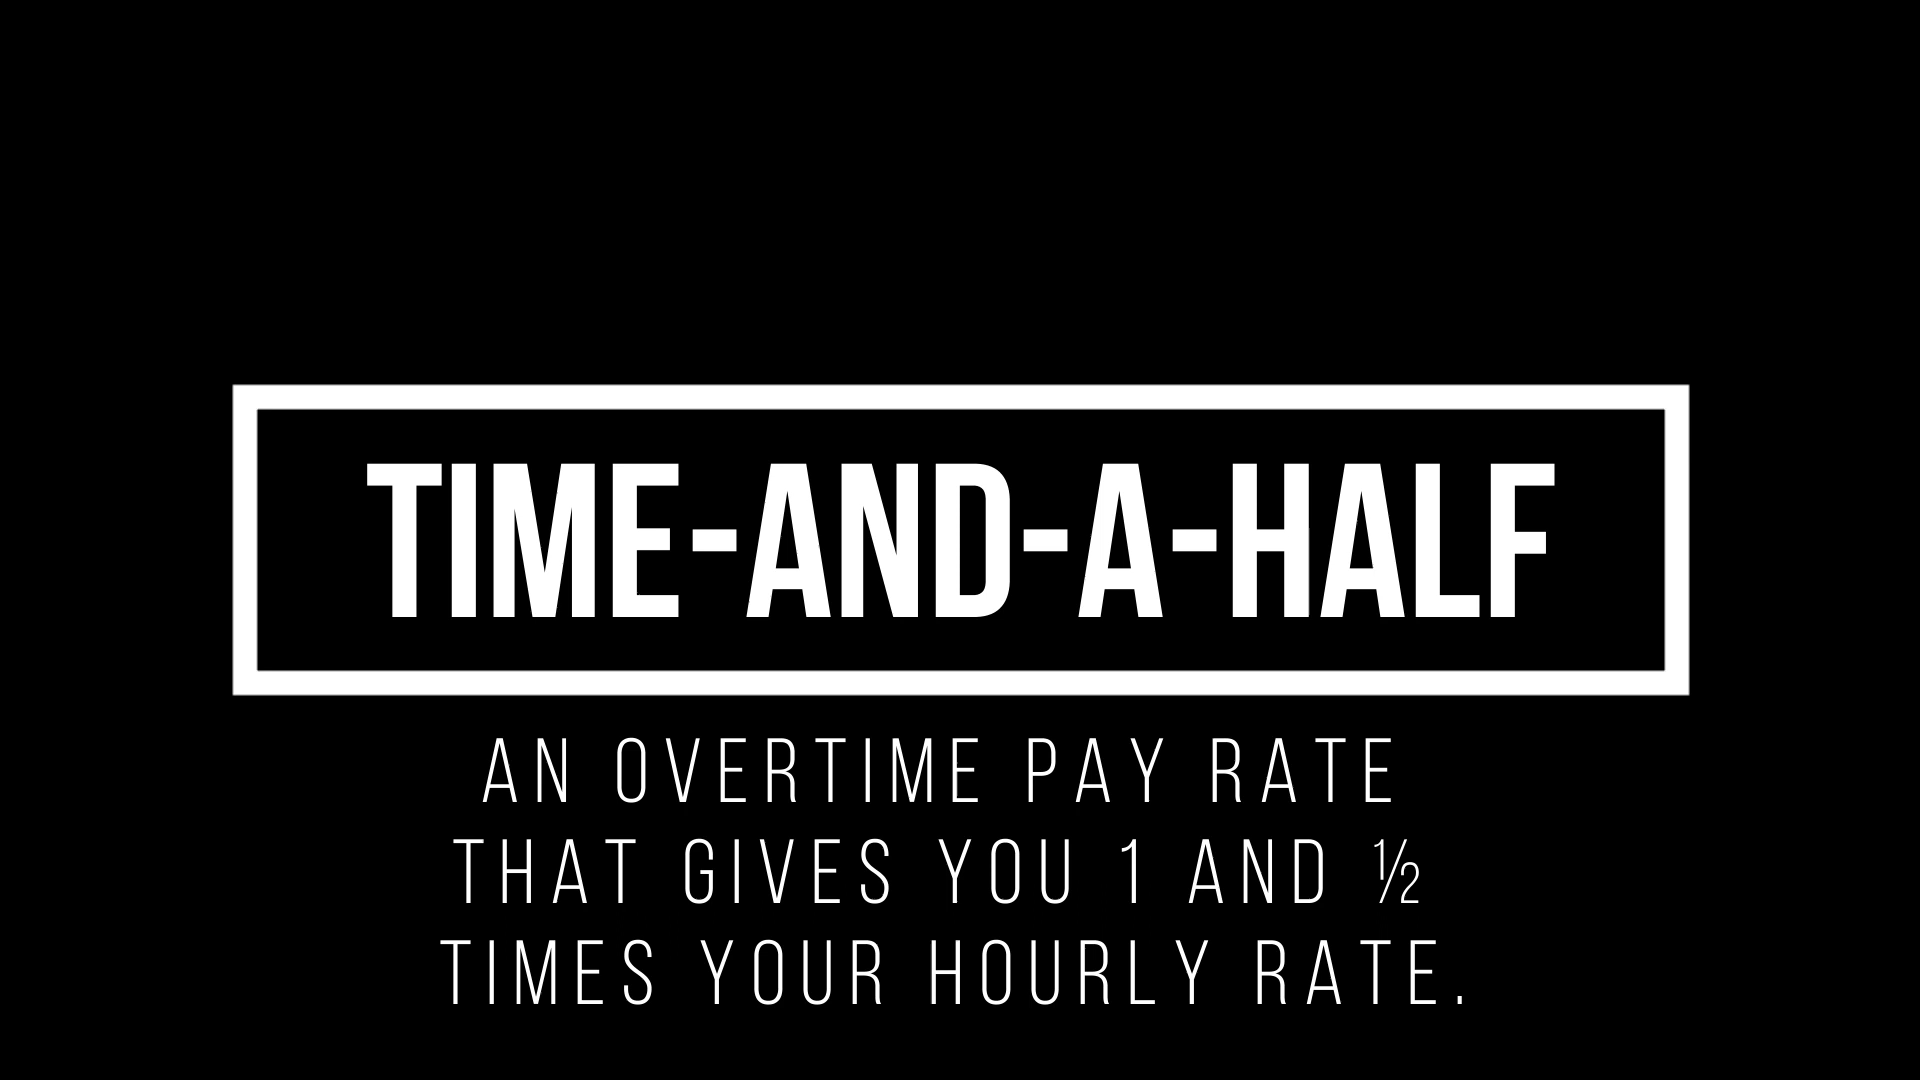 TIME-AND-A-HALF
AN OVERTIME PAY RATE
THAT GIVES YOU 1 AND ½
TIMES YOUR HOURLY RATE.